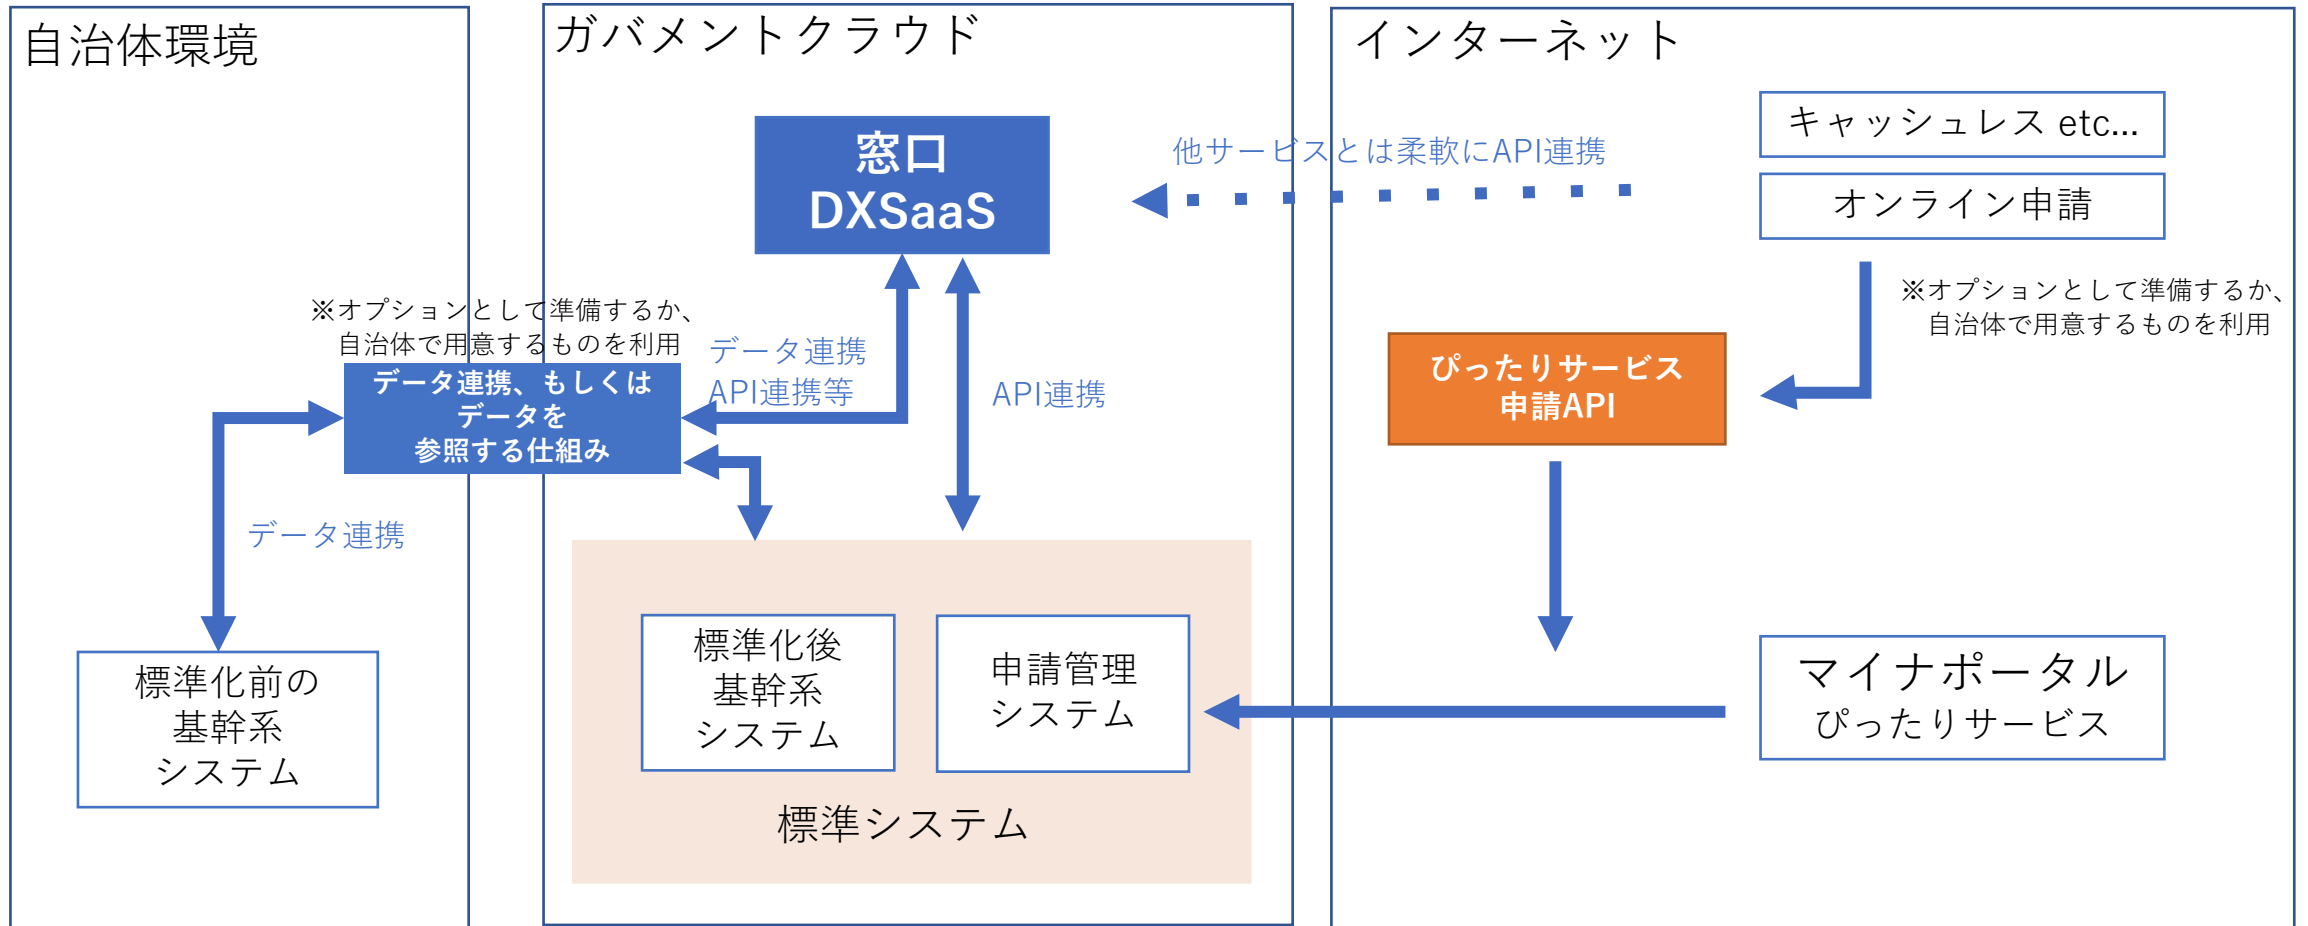 自治体環境
ガバメントクラウド
インターネット
窓口
DXSaaS
他サービスとは柔軟にAPI連携
キャッシュレス etc...
オンライン申請
※オプションとして準備するか、
自治体で用意するものを利用
データ連携、もしくは
データを
参照する仕組み
データ連携
API連携等
API連携
ぴったりサービス
申請API
※オプションとして準備するか、
自治体で用意するものを利用
データ連携
標準化前の
基幹系
システム
標準化後
基幹系
システム
申請管理
システム
標準システム
マイナポータル
ぴったりサービス